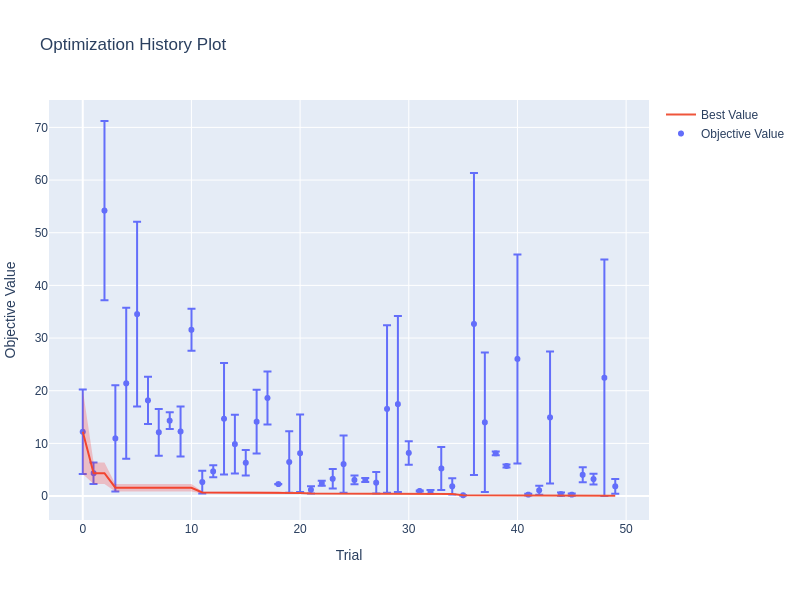 Optimization History Plot
Best Value
Objective Value
70
60
50
40
30
20
10
0
Objective Value
0 10 20 30 40 50
Trial